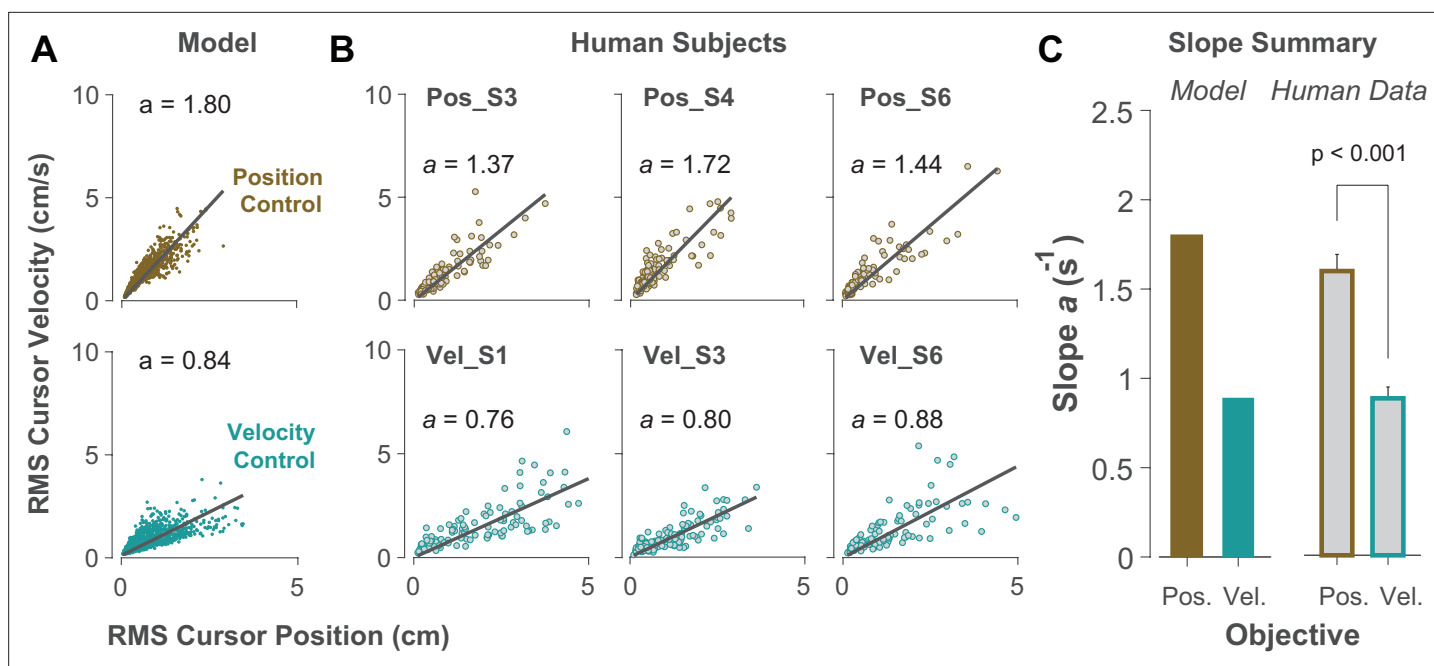 A
Model
B
Human Subjects
C
Slope Summary
RMS Cursor Velocity (cm/s)
10
5
0
a = 1.80
Position
Control
10
5
0
Pos_S3
a = 1.37
Pos_S4
a = 1.72
Pos_S6
a = 1.44
10
5
0
0
5
a = 0.84
Velocity
Control
10
5
0
Vel_S1
a = 0.76
0
5
Vel_S3
a = 0.80
0
5
Vel_S6
a = 0.88
0
5
RMS Cursor Position (cm)
Model
Human Data
Slope a (s-1)
2.5
2
1.5
1
0.5
0
p < 0.001
Pos. Vel.
Pos. Vel.
Objective